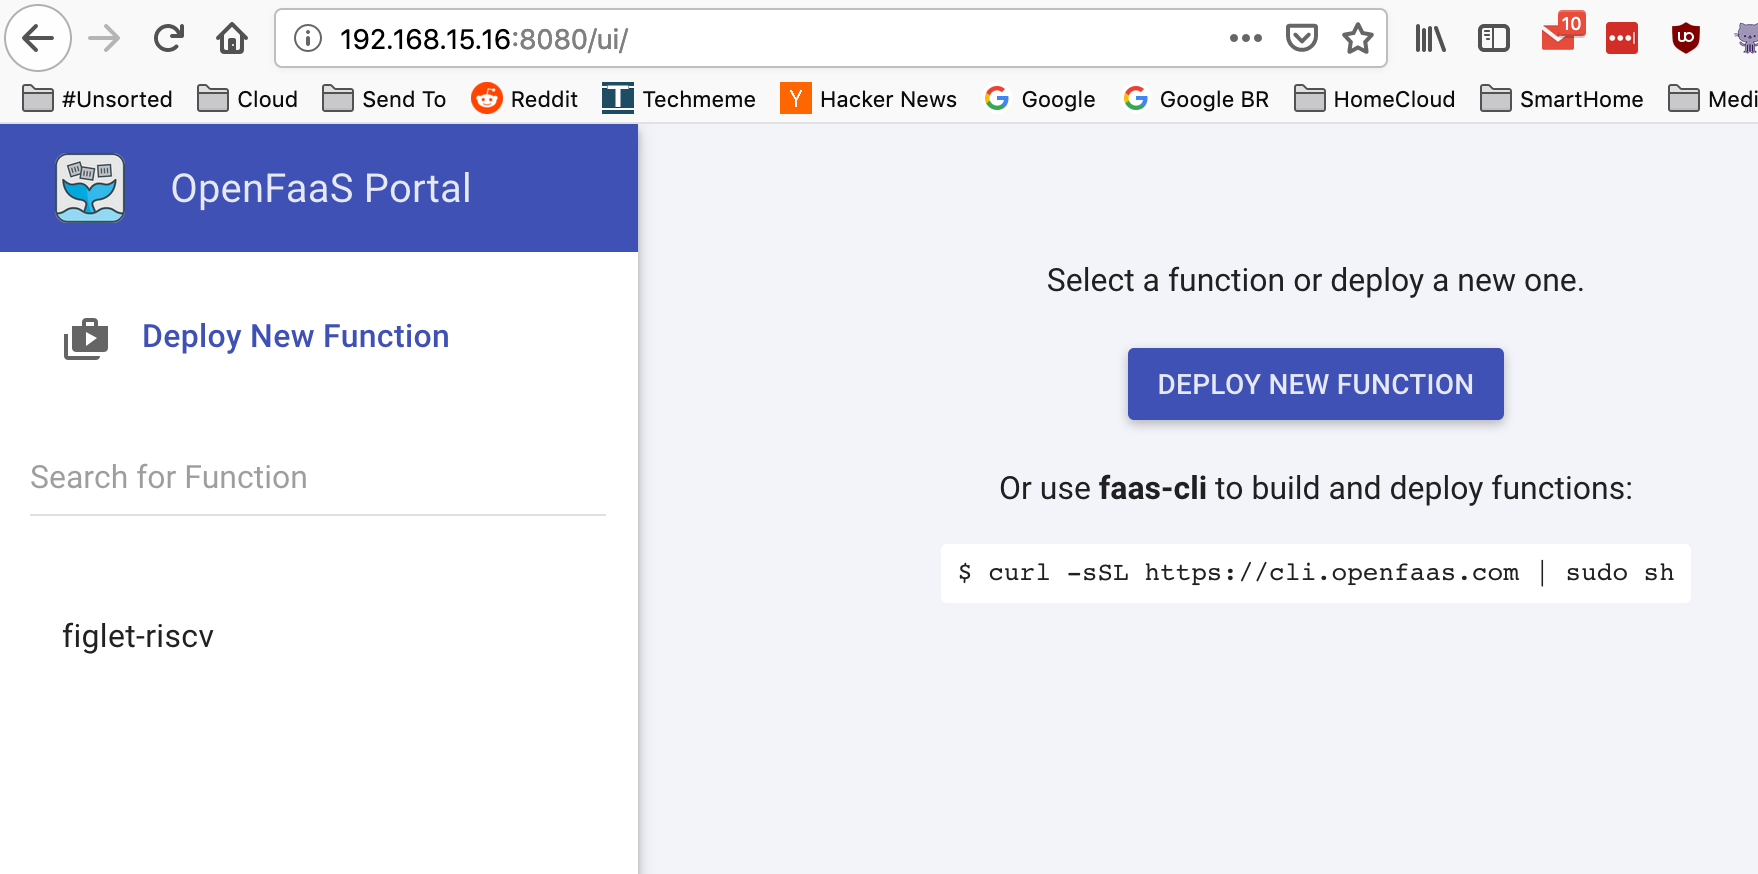 192.168.15.16:8080/ui/
10
#Unsorted Cloud Send To Reddit T Techmeme Y Hacker News Google Google BR HomeCloud SmartHome Medi
OpenFaaS Portal
Deploy New Function
Search for Function
figlet-riscv
Select a function or deploy a new one.
DEPLOY NEW FUNCTION
Or use faas-cli to build and deploy functions:
$ curl -sSL https://cli.openfaas.com | sudo sh